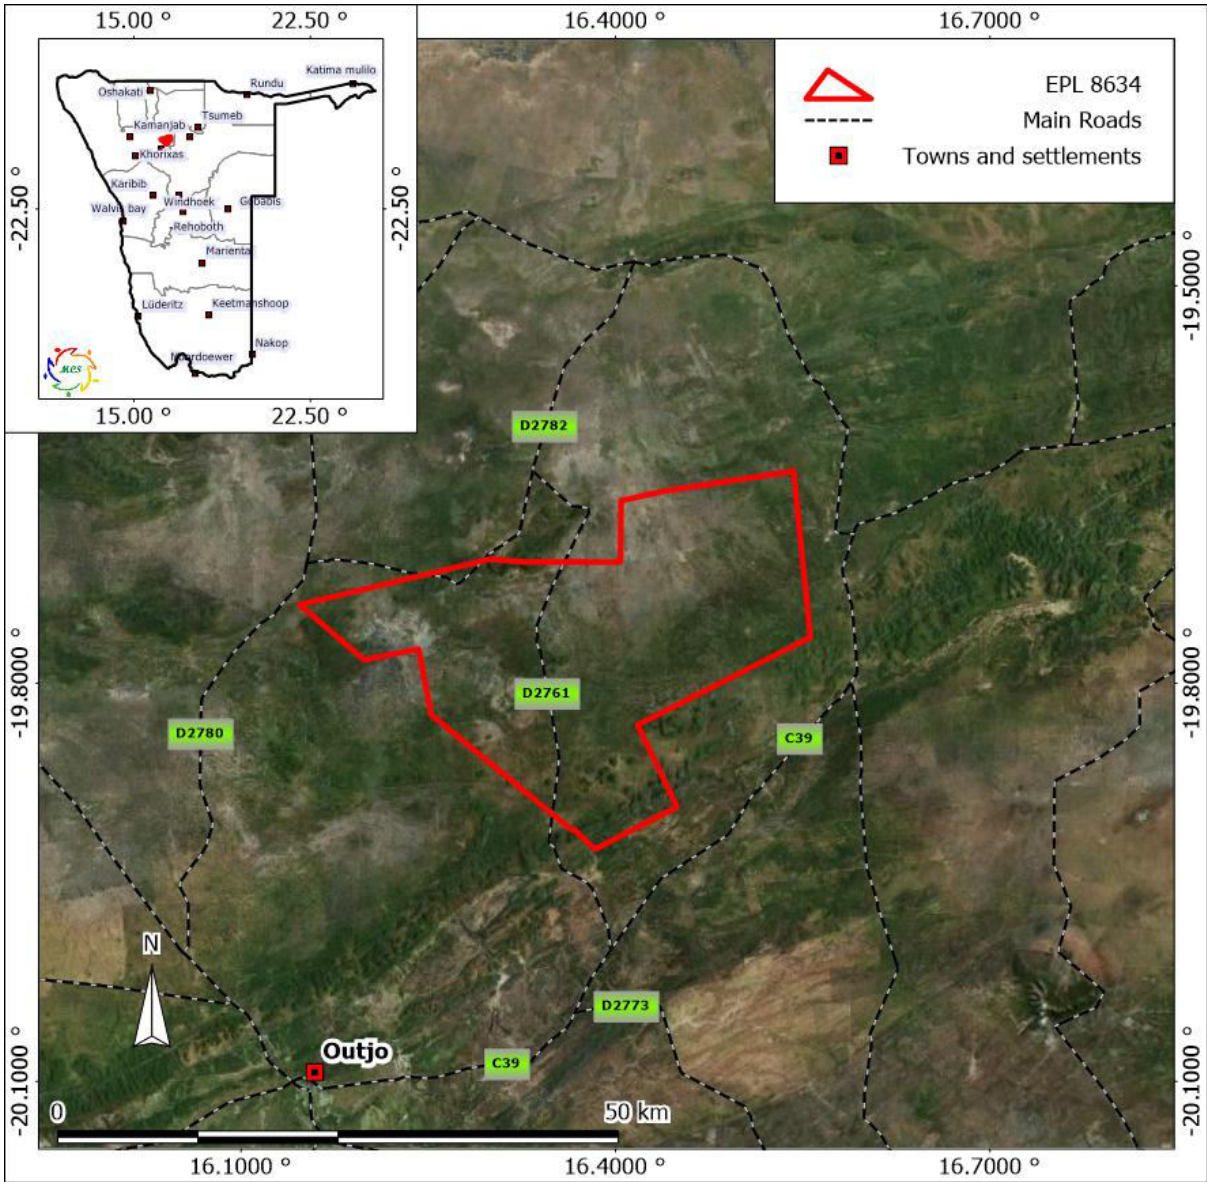 15.00 °
22.50 °
16.4000 °
16.7000 °
Katima mulilo
Rundu
Oshakati
Tsumeb
Kamanjab
Khorixas
Karibib
Windhoek
Gobabis
Walvis bay
Rehoboth
Mariental
Lüderitz
Keetmanshoop
Nakop
Noordoewer
-22.50 °
-22.50 °
MCS
15.00 °
22.50 °
EPL 8634
Main Roads
Towns and settlements
-19.5000 °
D2782
-19.8000 °
D2761
-19.8000 °
D2780
C39
N
D2773
Outjo
C39
-20.1000 °
-20.1000 °
0
50 km
16.1000 °
16.4000 °
16.7000 °